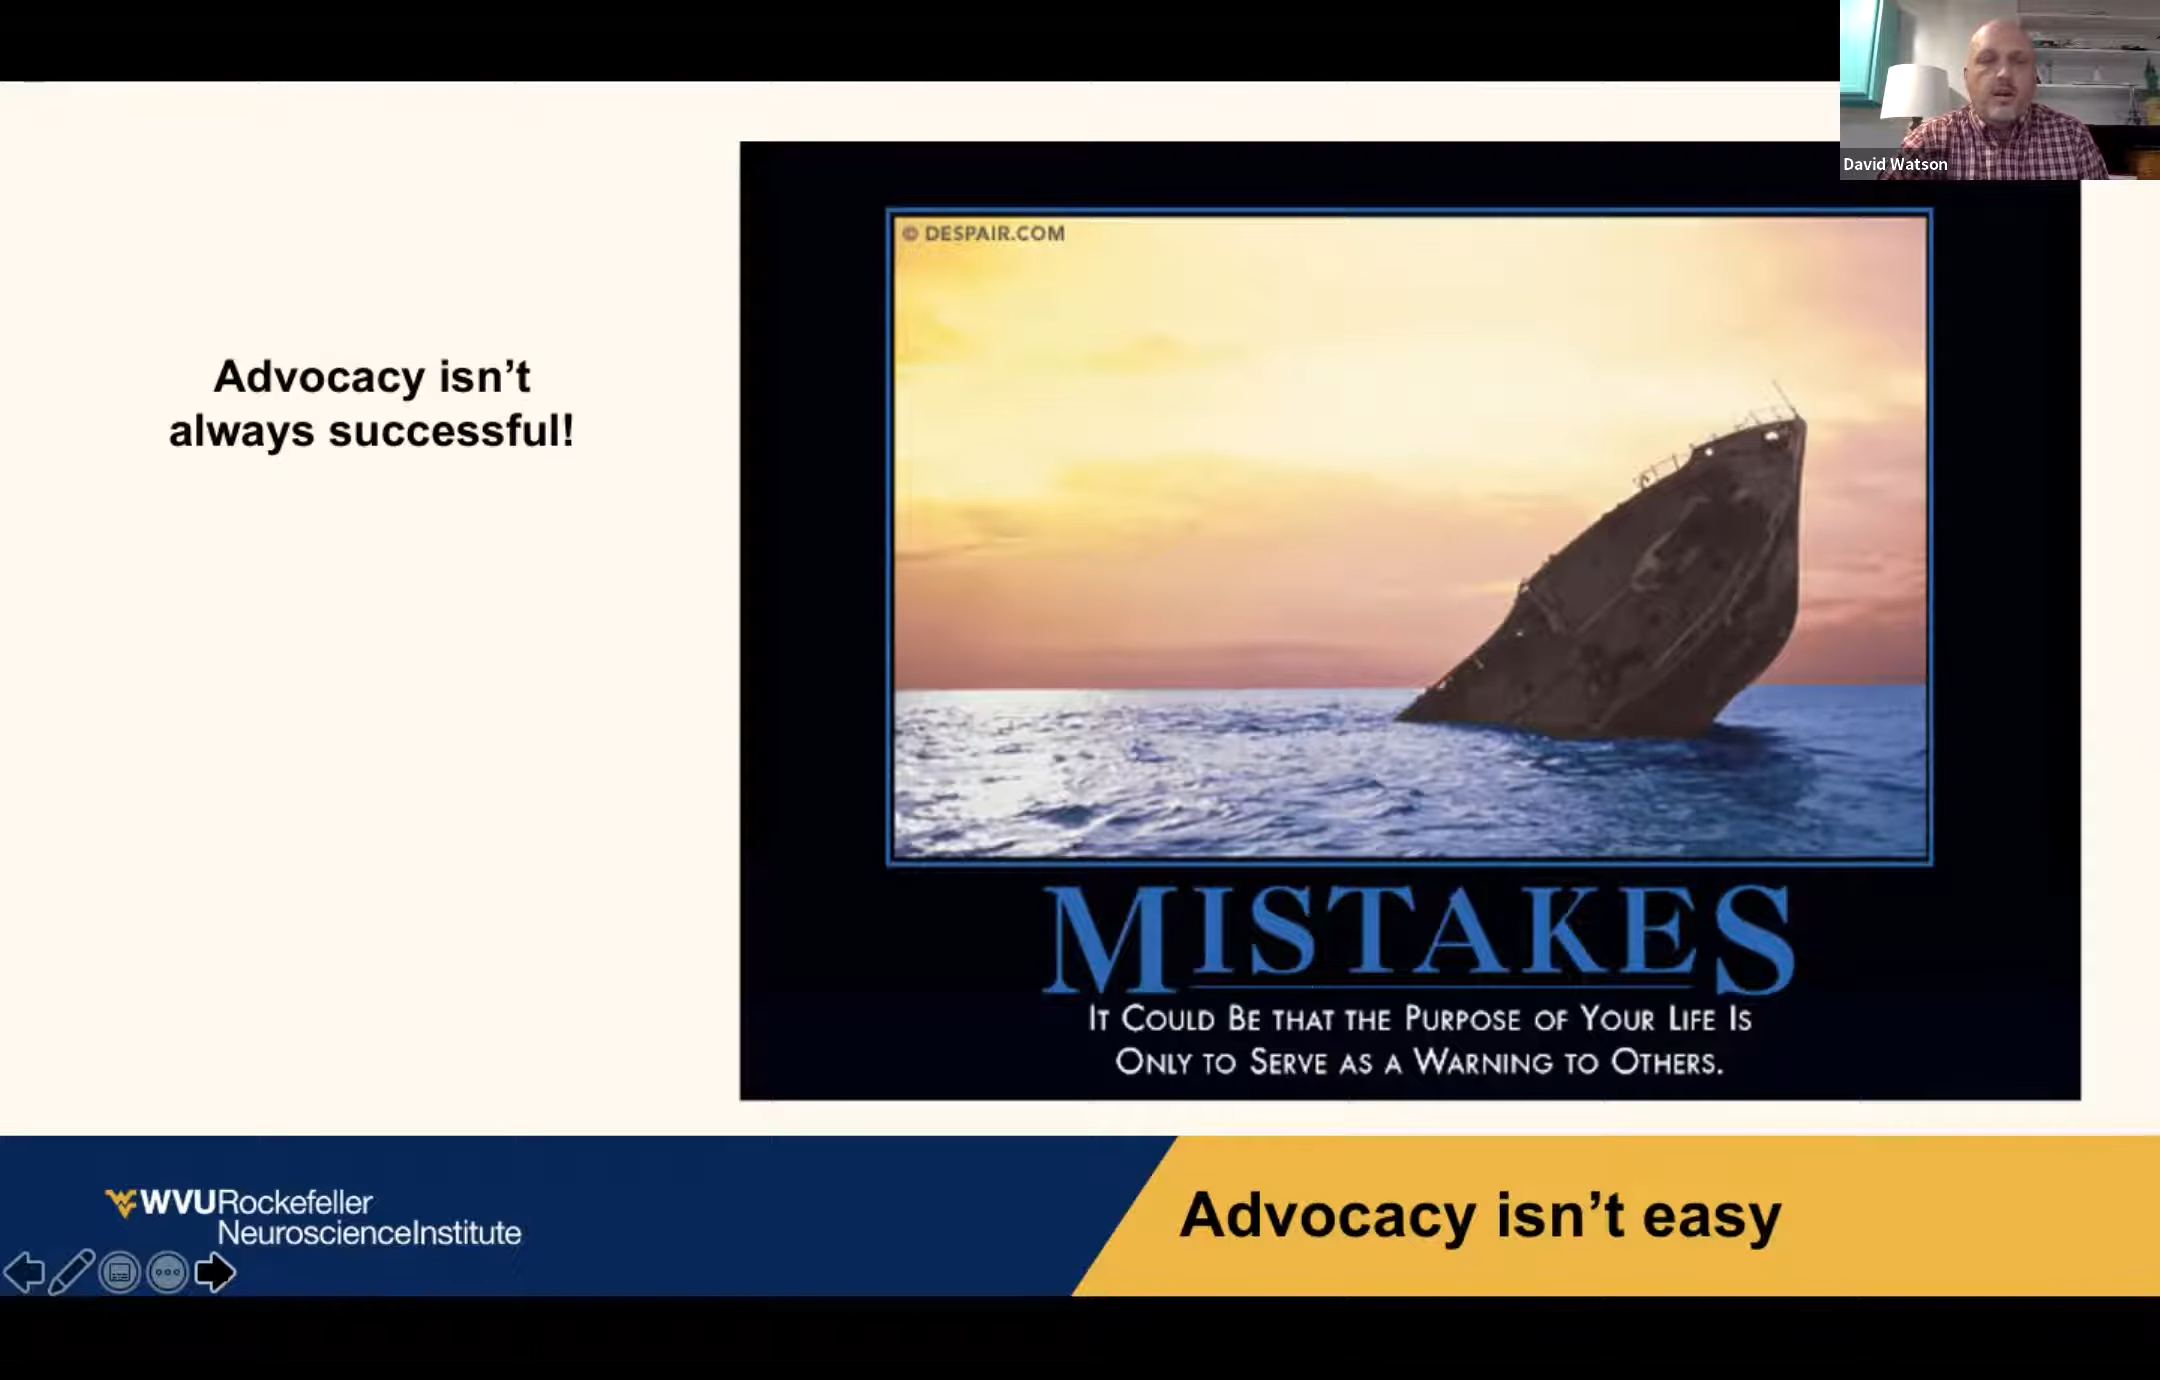 David Watson
Advocacy isn’t
always successful!
© DESPAIR.COM
MISTAKES
IT COULD BE THAT THE PURPOSE OF YOUR LIFE IS
ONLY TO SERVE AS A WARNING TO OTHERS.
WVURockefeller
NeuroscienceInstitute
Advocacy isn’t easy